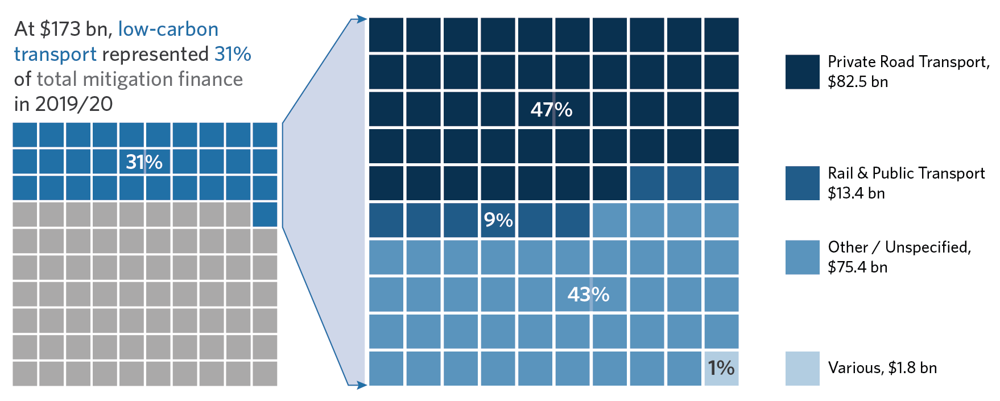 At $173 bn, low-carbon
transport represented 31%
of total mitigation finance
in 2019/20
31%
47%
9%
43%
1%
Private Road Transport,
$82.5 bn
Rail & Public Transport
$13.4 bn
Other / Unspecified,
$75.4 bn
Various, $1.8 bn